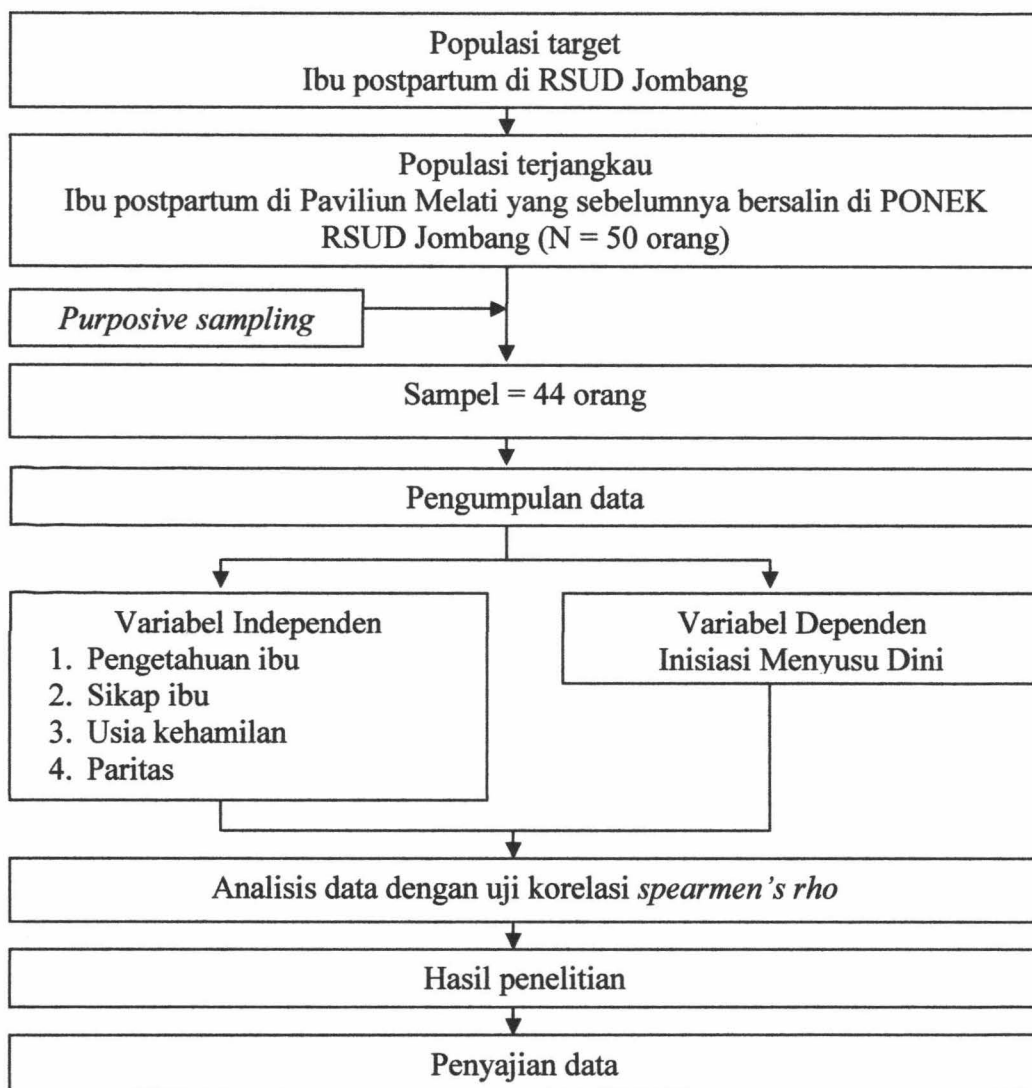 Populasi target
Ibu postpartum di RSUD Jombang
Populasi terjangkau
Ibu postpartum di Paviliun Melati yang sebelumnya bersalin di PONEK
RSUD Jombang (N = 50 orang)
Purposive sampling
Sampel = 44 orang
Pengumpulan data
Variabel Independen
1. Pengetahuan ibu
2. Sikap ibu
3. Usia kehamilan
4. Paritas
Variabel Dependen
Inisiasi Menyusu Dini
Analisis data dengan uji korelasi spearmen's rho
Hasil penelitian
Penyajian data